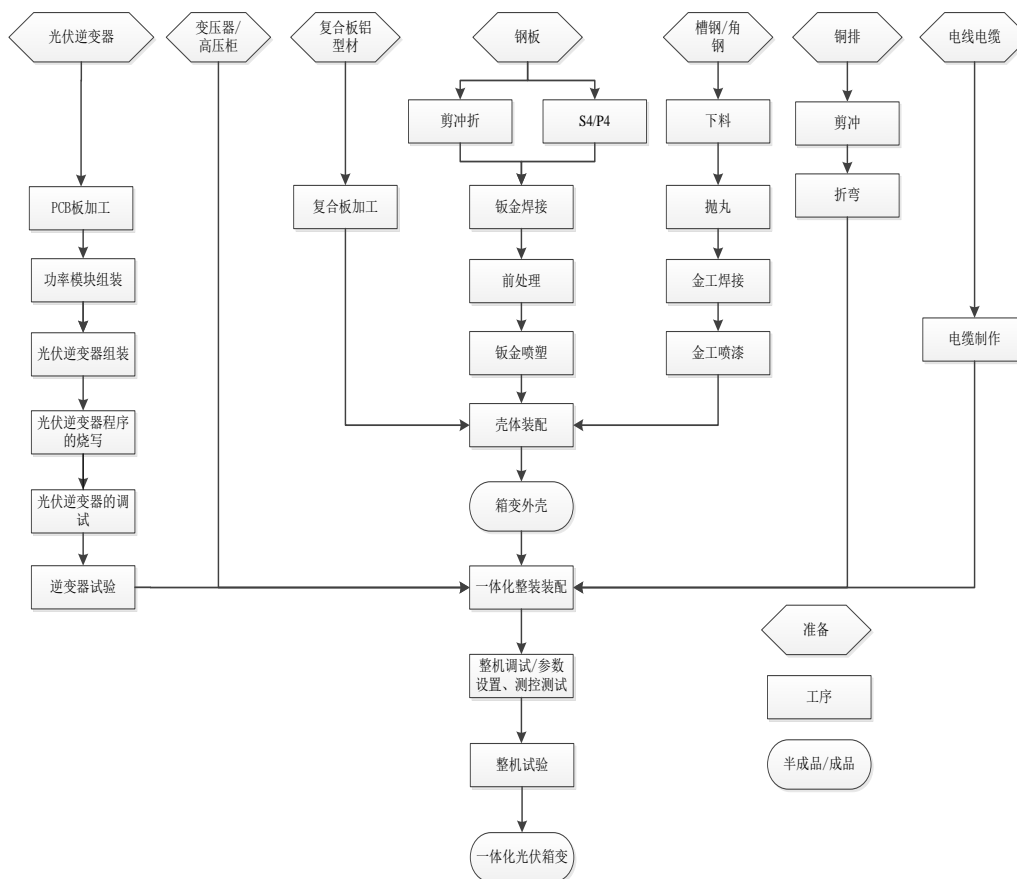 光伏逆变器
变压器/
高压柜
复合板铝
型材
钢板
槽钢/角
钢
铜排
电线电缆
剪冲折
S4/P4
下料
剪冲
PCB板加工
复合板加工
钣金焊接
抛丸
折弯
功率模块组装
前处理
金工焊接
光伏逆变器组装
钣金喷塑
金工喷漆
电缆制作
光伏逆变器程序
的烧写
壳体装配
光伏逆变器的调
试
箱变外壳
逆变器试验
一体化整装装配
准备
整机调试/参数
设置、测控测试
工序
整机试验
半成品/成品
一体化光伏箱变